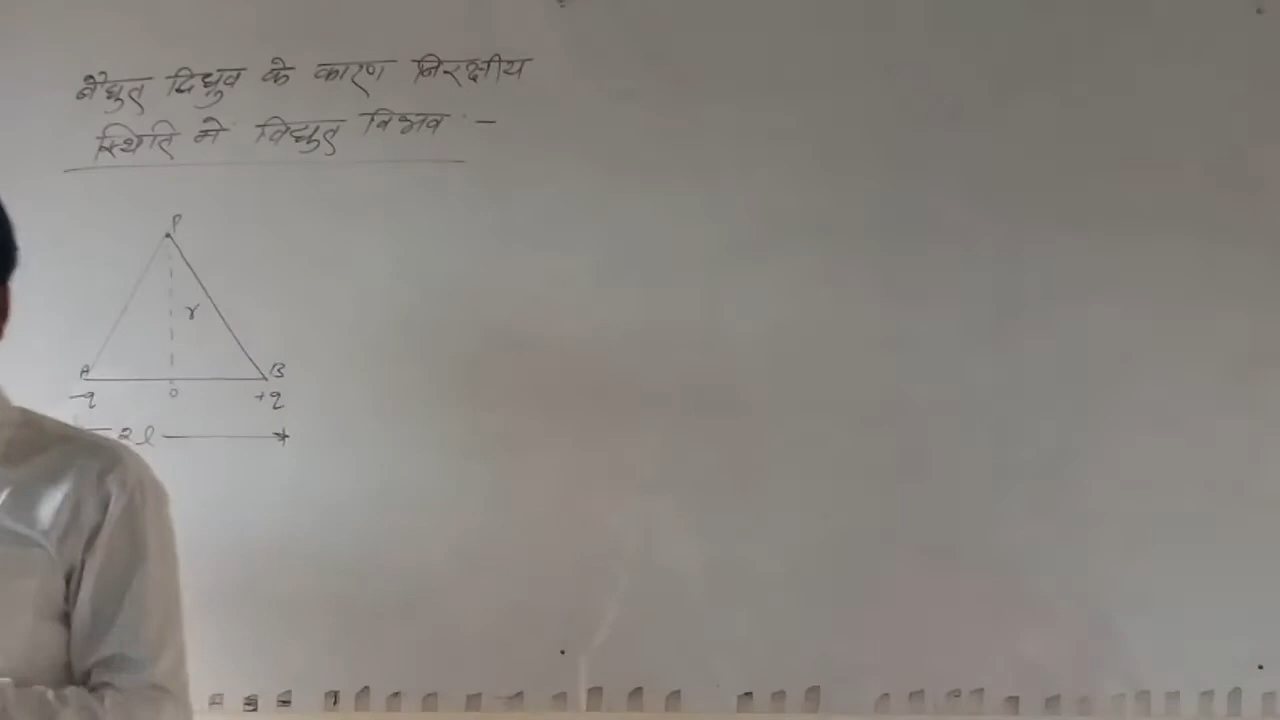 वैद्युत द्विध्रुव के कारण निरक्षीय
स्थिति में विद्युत विभव :-
P
r
A B
-q o +q
2l